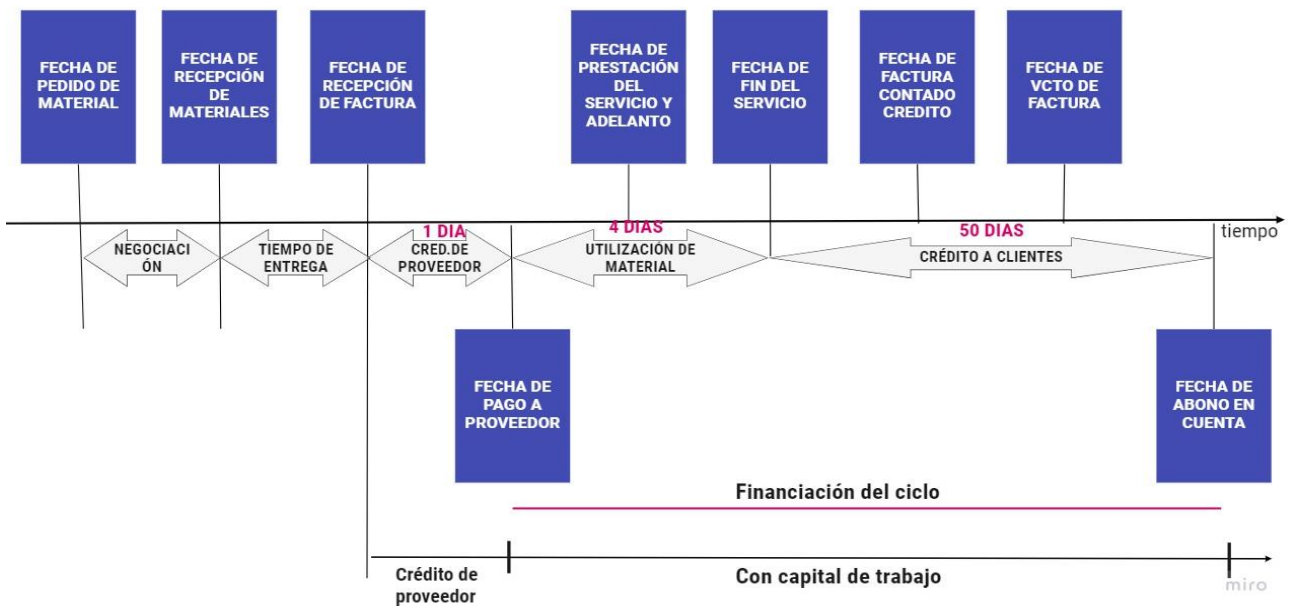 FECHA DE
PEDIDO DE
MATERIAL
FECHA DE
RECEPCIÓN
DE
MATERIALES
FECHA DE
RECEPCIÓN
DE FACTURA
FECHA DE
PRESTACIÓN
DEL
SERVICIO Y
ADELANTO
FECHA DE
FIN DEL
SERVICIO
FECHA DE
FACTURA
CONTADO
CREDITO
FECHA DE
VCTO DE
FACTURA
tiempo
NEGOCIACI
ÓN
TIEMPO DE
ENTREGA
1 DIA
CRED.DE
PROVEEDOR
4 DIAS
UTILIZACIÓN DE
MATERIAL
50 DIAS
CRÉDITO A CLIENTES
FECHA DE
PAGO A
PROVEEDOR
FECHA DE
ABONO EN
CUENTA
Financiación del ciclo
Crédito de
proveedor
Con capital de trabajo
miro